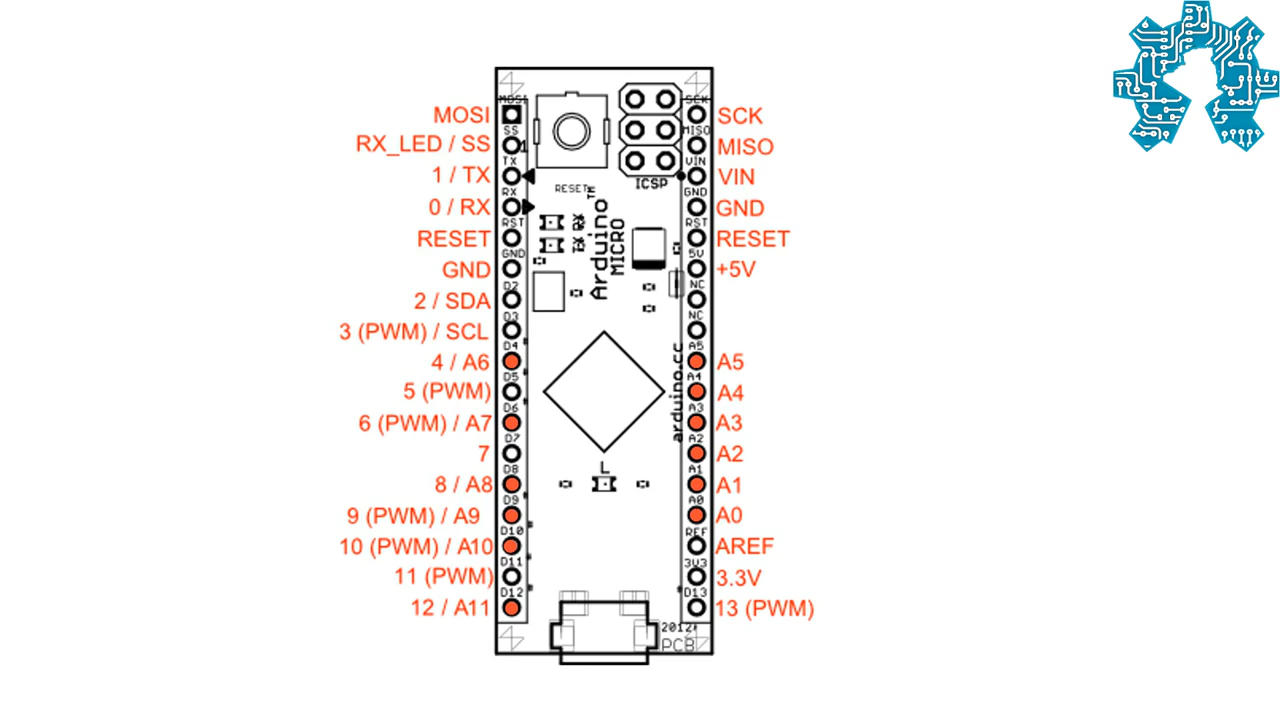 MOSI
RX_LED / SS
1 / TX
0 / RX
RESET
GND
2 / SDA
3 (PWM) / SCL
4 / A6
5 (PWM)
6 (PWM) / A7
7
8 / A8
9 (PWM) / A9
10 (PWM) / A10
11 (PWM)
12 / A11
MOSI
SS
1
TX
RX
RST
GND
D2
D3
D4
D5
D6
D7
D8
D9
D10
D11
D12
RESET
ICSP
TX RX
Arduino™
MICRO
arduino.cc
L
2012
PCB
SCK
MISO
VIN
GND
RST
5V
NC
NC
A5
A4
A3
A2
A1
A0
REF
3V3
D13
SCK
MISO
VIN
GND
RESET
+5V
A5
A4
A3
A2
A1
A0
AREF
3.3V
13 (PWM)